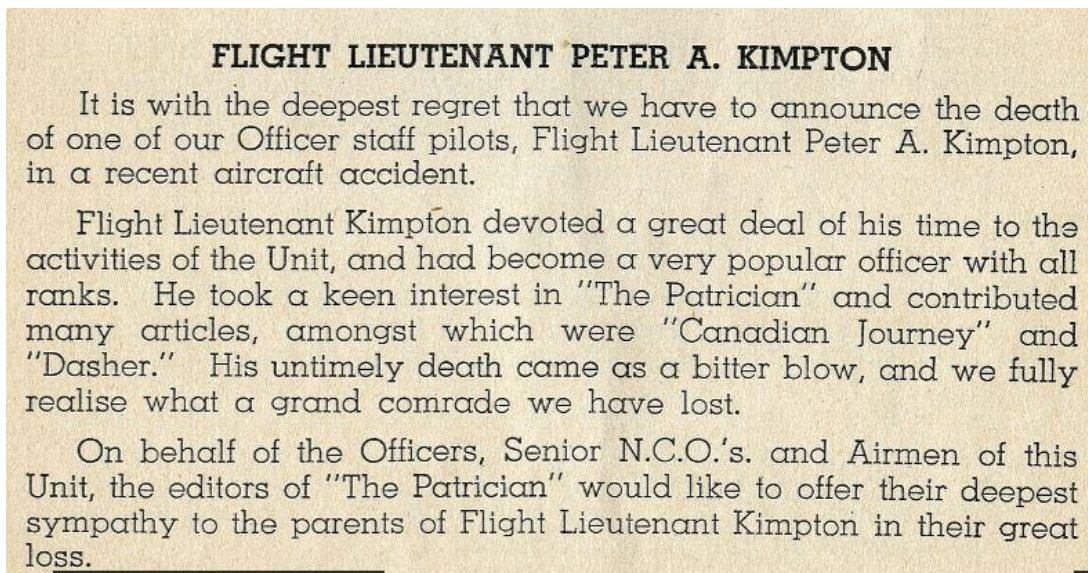 FLIGHT LIEUTENANT PETER A. KIMPTON
It is with the deepest regret that we have to announce the death
of one of our Officer staff pilots, Flight Lieutenant Peter A. Kimpton,
in a recent aircraft accident.
Flight Lieutenant Kimpton devoted a great deal of his time to the
activities of the Unit, and had become a very popular officer with all
ranks. He took a keen interest in "The Patrician" and contributed
many articles, amongst which were "Canadian Journey" and
"Dasher." His untimely death came as a bitter blow, and we fully
realise what a grand comrade we have lost.
On behalf of the Officers, Senior N.C.O.'s. and Airmen of this
Unit, the editors of "The Patrician" would like to offer their deepest
sympathy to the parents of Flight Lieutenant Kimpton in their great
loss.